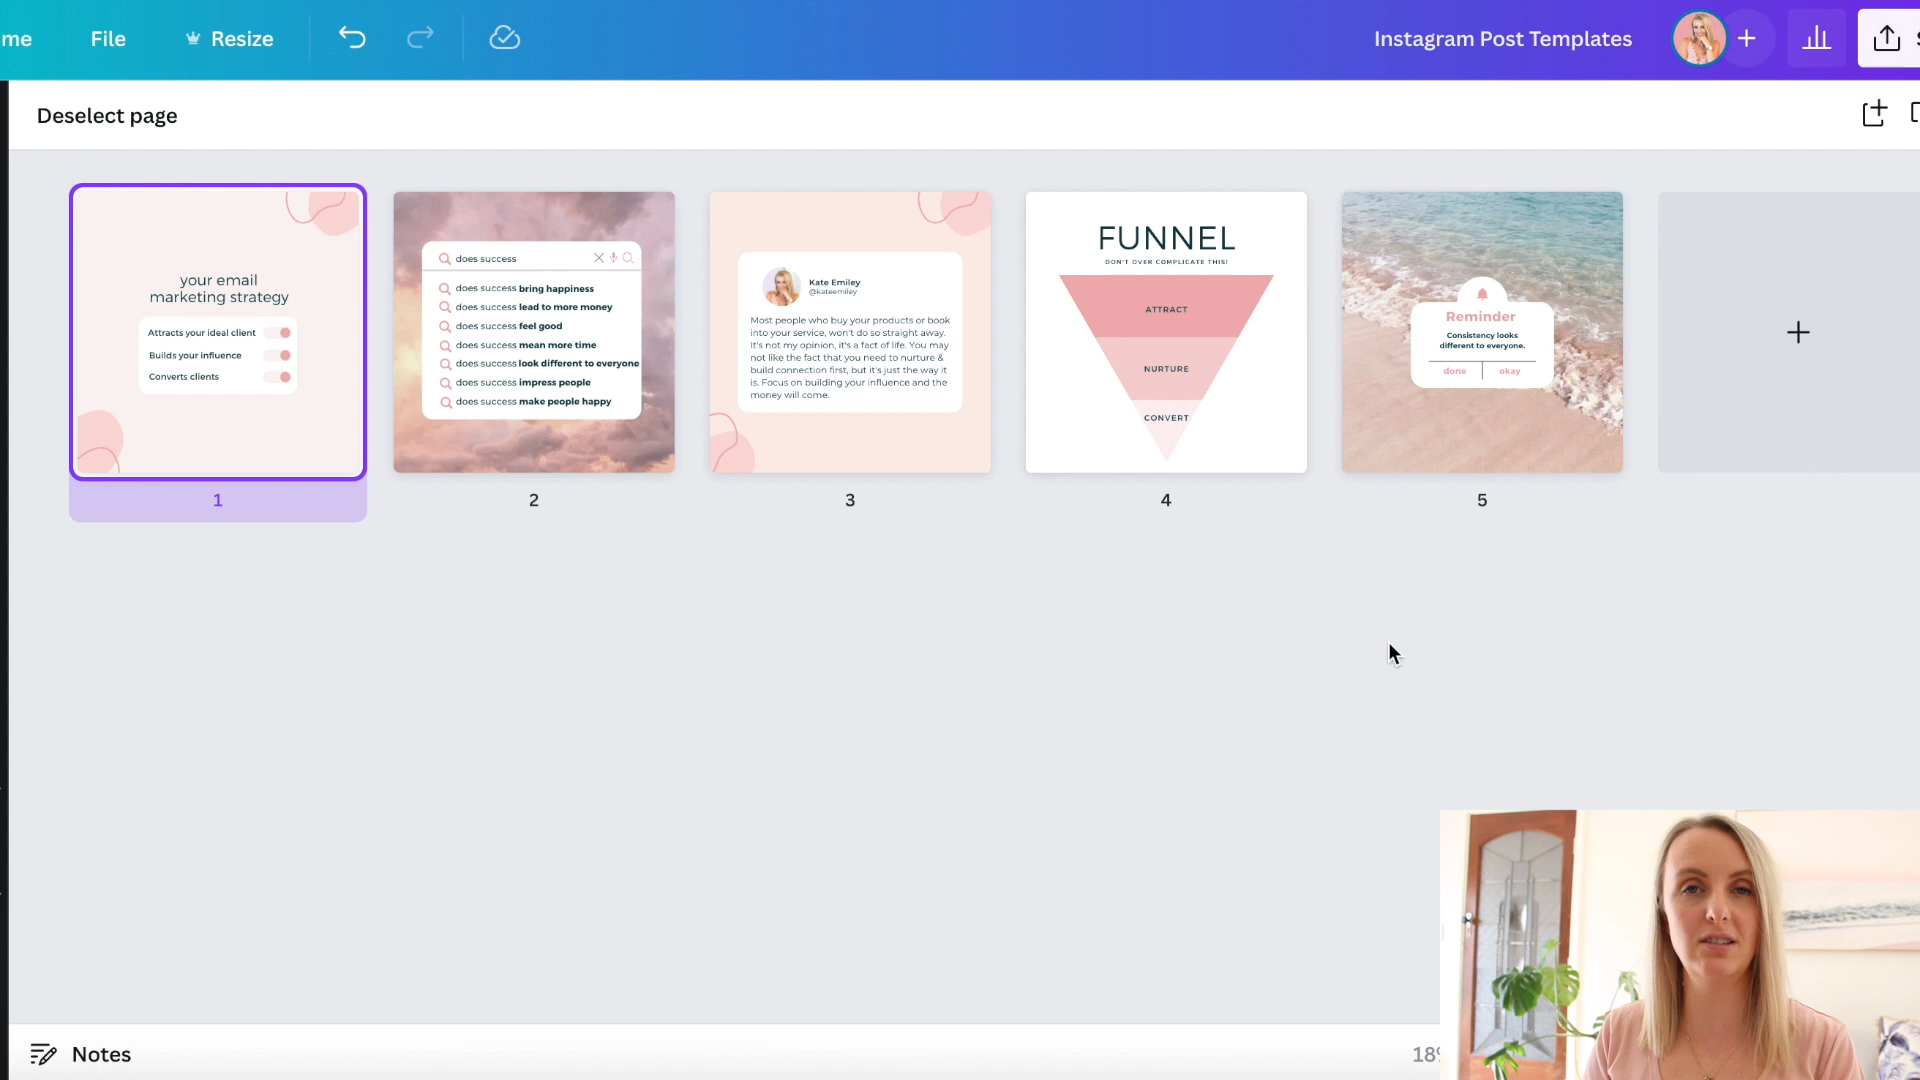 me File Resize Instagram Post Templates
Deselect page
your email
marketing strategy
Attracts your ideal client
Builds your influence
Converts clients
does success
does success bring happiness
does success lead to more money
does success feel good
does success mean more time
does success look different to everyone
does success impress people
does success make people happy
Kate Emiley
@kateemiley
Most people who buy your products or book
into your service, won't do so straight away.
It's not my opinion, it's a fact of life. You may
not like the fact that you need to nurture &
build connection first, but it's just the way it
is. Focus on building your influence and the
money will come.
FUNNEL
DON'T OVER COMPLICATE THIS!
ATTRACT
NURTURE
CONVERT
Reminder
Consistency looks
different to everyone.
done okay
1 2 3 4 5
Notes 18%